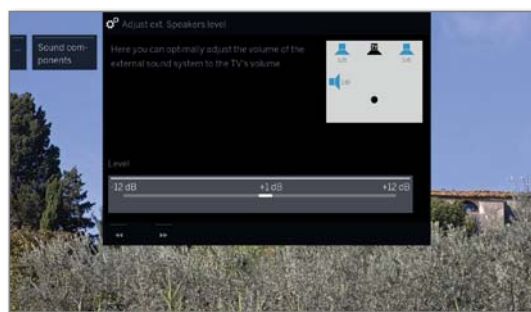 Adjust ext. Speakers level
...
Sound com-
ponents
Here you can optimally adjust the volume of the
external sound system to the TV's volume
Level
-12 dB
+1 dB
+12 dB